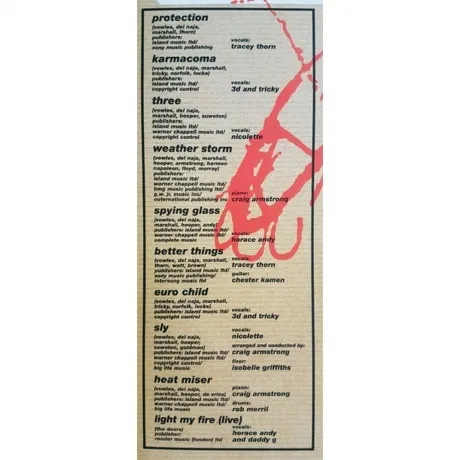 protection
(vowles, del naja,
marshall, thorn)
publishers:
island music ltd/
sony music publishing
vocals:
tracey thorn
karmacoma
(vowles, del naja, marshall,
tricky, norfolk, locke)
publishers:
island music ltd/
copyright control
vocals:
3d and tricky
three
(vowles, del naja,
marshall, hooper, suwoton)
publishers:
island music ltd/
warner chappell music ltd/
copyright control
vocals:
nicolette
weather storm
(vowles, del naja, marshall,
hooper, armstrong, harmon
napoleon, lloyd, murray)
publishers:
island music ltd/
warner chappell music ltd/
bmg music publishing ltd/
g.w. jr. music inc/
outernational publishing inc
piano:
craig armstrong
spying glass
(vowles, del naja,
marshall, hooper, andy)
publishers: island music ltd/
warner chappell music ltd/
complete music
vocals:
horace andy
better things
(vowles, del naja, marshall,
thorn, watt, brown)
publishers: island music ltd/
sony music publishing/
intersong music ltd
vocals:
tracey thorn
guitar:
chester kamen
euro child
(vowles, del naja, marshall,
tricky, norfolk, locke)
publishers: island music ltd/
copyright control
vocals:
3d and tricky
sly
(vowles, del naja,
marshall, hooper,
suwoton, goldman)
publishers: island music ltd/
warner chappell music ltd/
big life music
vocals:
nicolette
arranged and conducted by:
craig armstrong
fixer:
isobelle griffiths
heat miser
(vowles, del naja,
marshall, hooper, de vries)
publishers: island music ltd/
warner chappell music ltd/
big life music
piano:
craig armstrong
drums:
rob merril
light my fire (live)
(the doors)
publisher:
rondor music (london) ltd
vocals:
horace andy
and daddy g